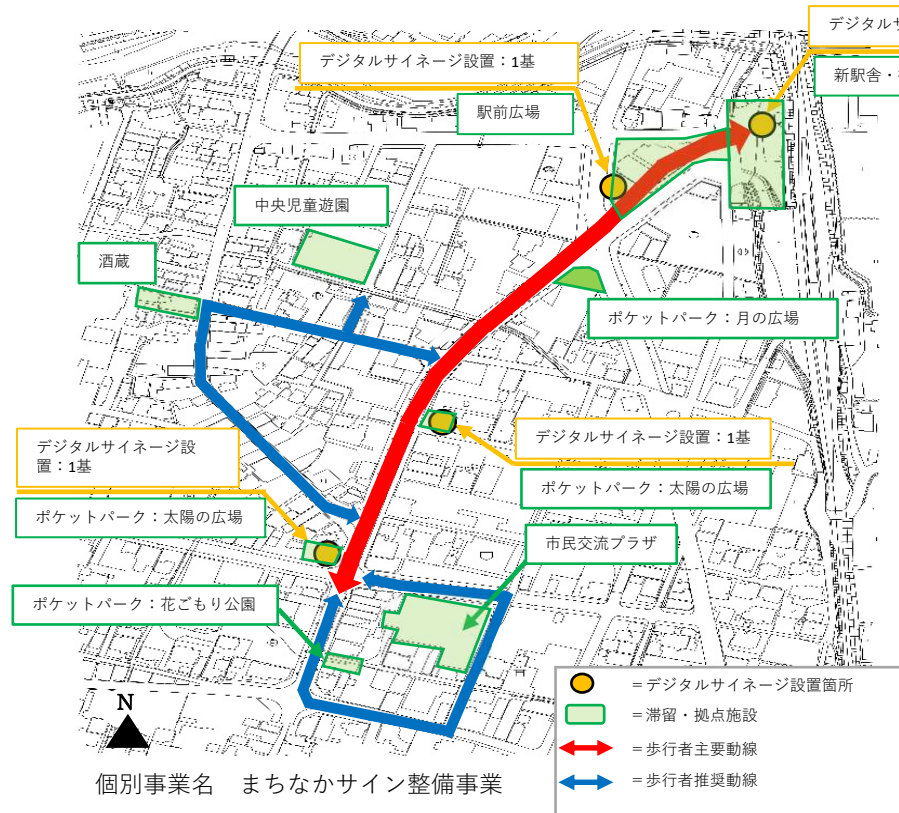 デジタルサ
デジタルサイネージ設置：1基
新駅舎・
駅前広場
中央児童遊園
酒蔵
ポケットパーク：月の広場
デジタルサイネージ設
置：1基
デジタルサイネージ設置：1基
ポケットパーク：太陽の広場
ポケットパーク：太陽の広場
市民交流プラザ
ポケットパーク：花ごもり公園
N
＝デジタルサイネージ設置箇所
＝滞留・拠点施設
＝歩行者主要動線
＝歩行者推奨動線
個別事業名　まちなかサイン整備事業